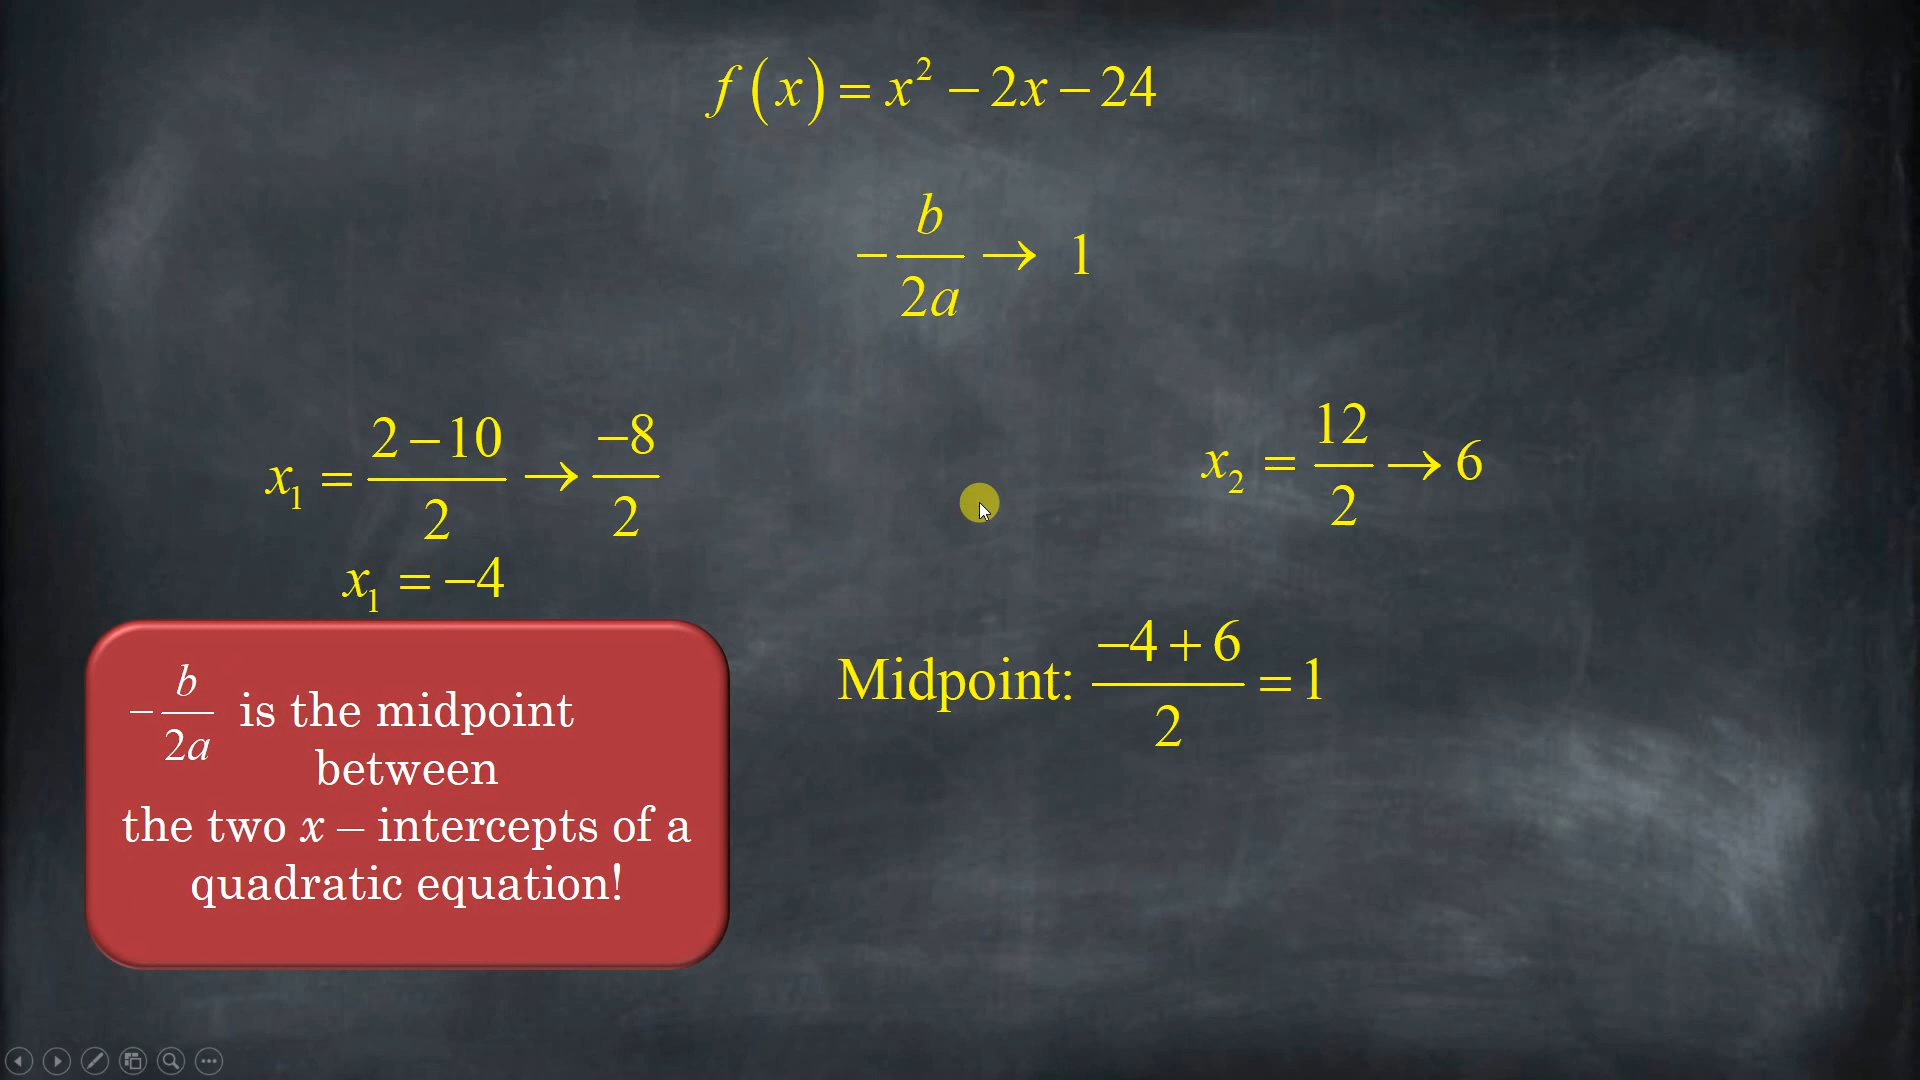 f(x) = x² − 2x − 24
−b/2a → 1
x₁ = (2 − 10)/2 → −8/2
x₂ = 12/2 → 6
x₁ = −4
Midpoint: (−4 + 6)/2 = 1
−b/2a is the midpoint
between
the two x – intercepts of a
quadratic equation!